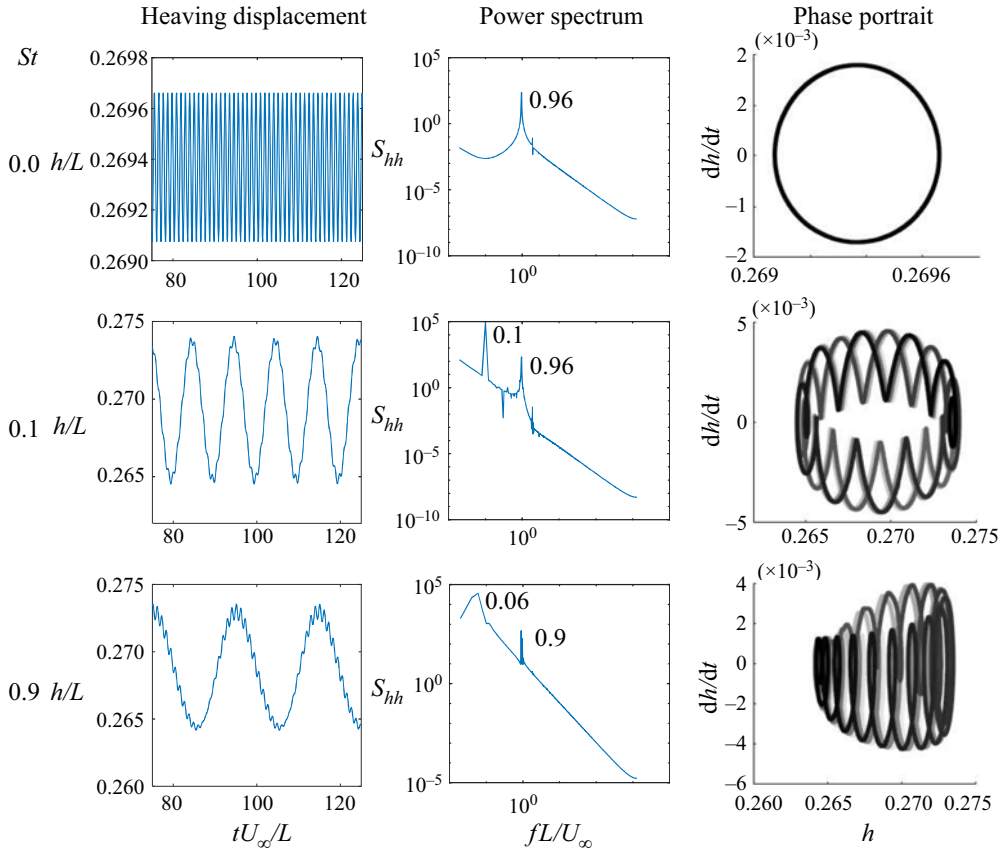 Heaving displacement Power spectrum Phase portrait
St
0.0 h/L
0.2698
0.2696
0.2694
0.2692
0.2690
80 100 120
S_hh
10^5
10^0
10^−5
10^−10
10^0
0.96
(×10^−3)
dh/dt
2
2
0
−1
−2
0.269 0.2696
0.1 h/L
0.275
0.270
0.265
80 100 120
S_hh
10^5
10^0
10^−5
10^−10
10^0
0.1
0.96
(×10^−3)
dh/dt
5
0
−5
0.265 0.270 0.275
0.9 h/L
0.275
0.270
0.265
0.260
80 100 120
tU_∞/L
S_hh
10^5
10^0
10^−5
10^0
0.06
0.9
fL/U_∞
(×10^−3)
dh/dt
4
2
0
−2
−4
−6
0.260 0.265 0.270 0.275
h